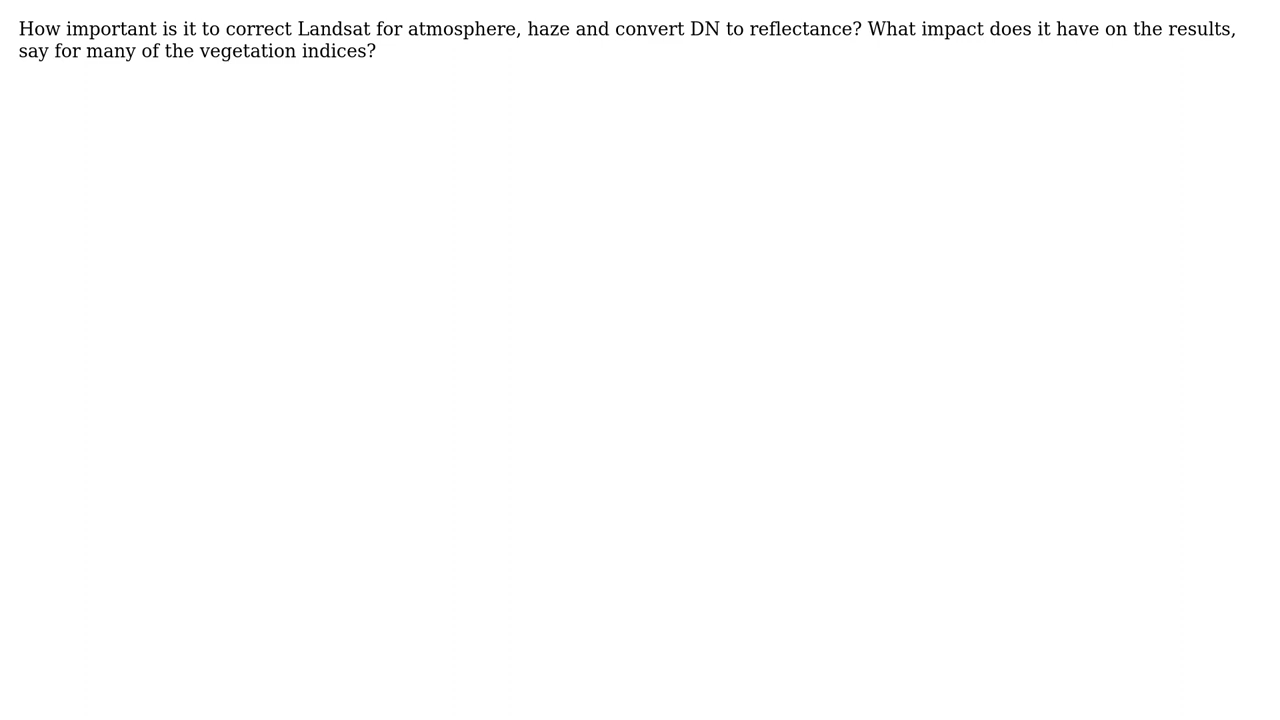 How important is it to correct Landsat for atmosphere, haze and convert DN to reflectance? What impact does it have on the results,
say for many of the vegetation indices?